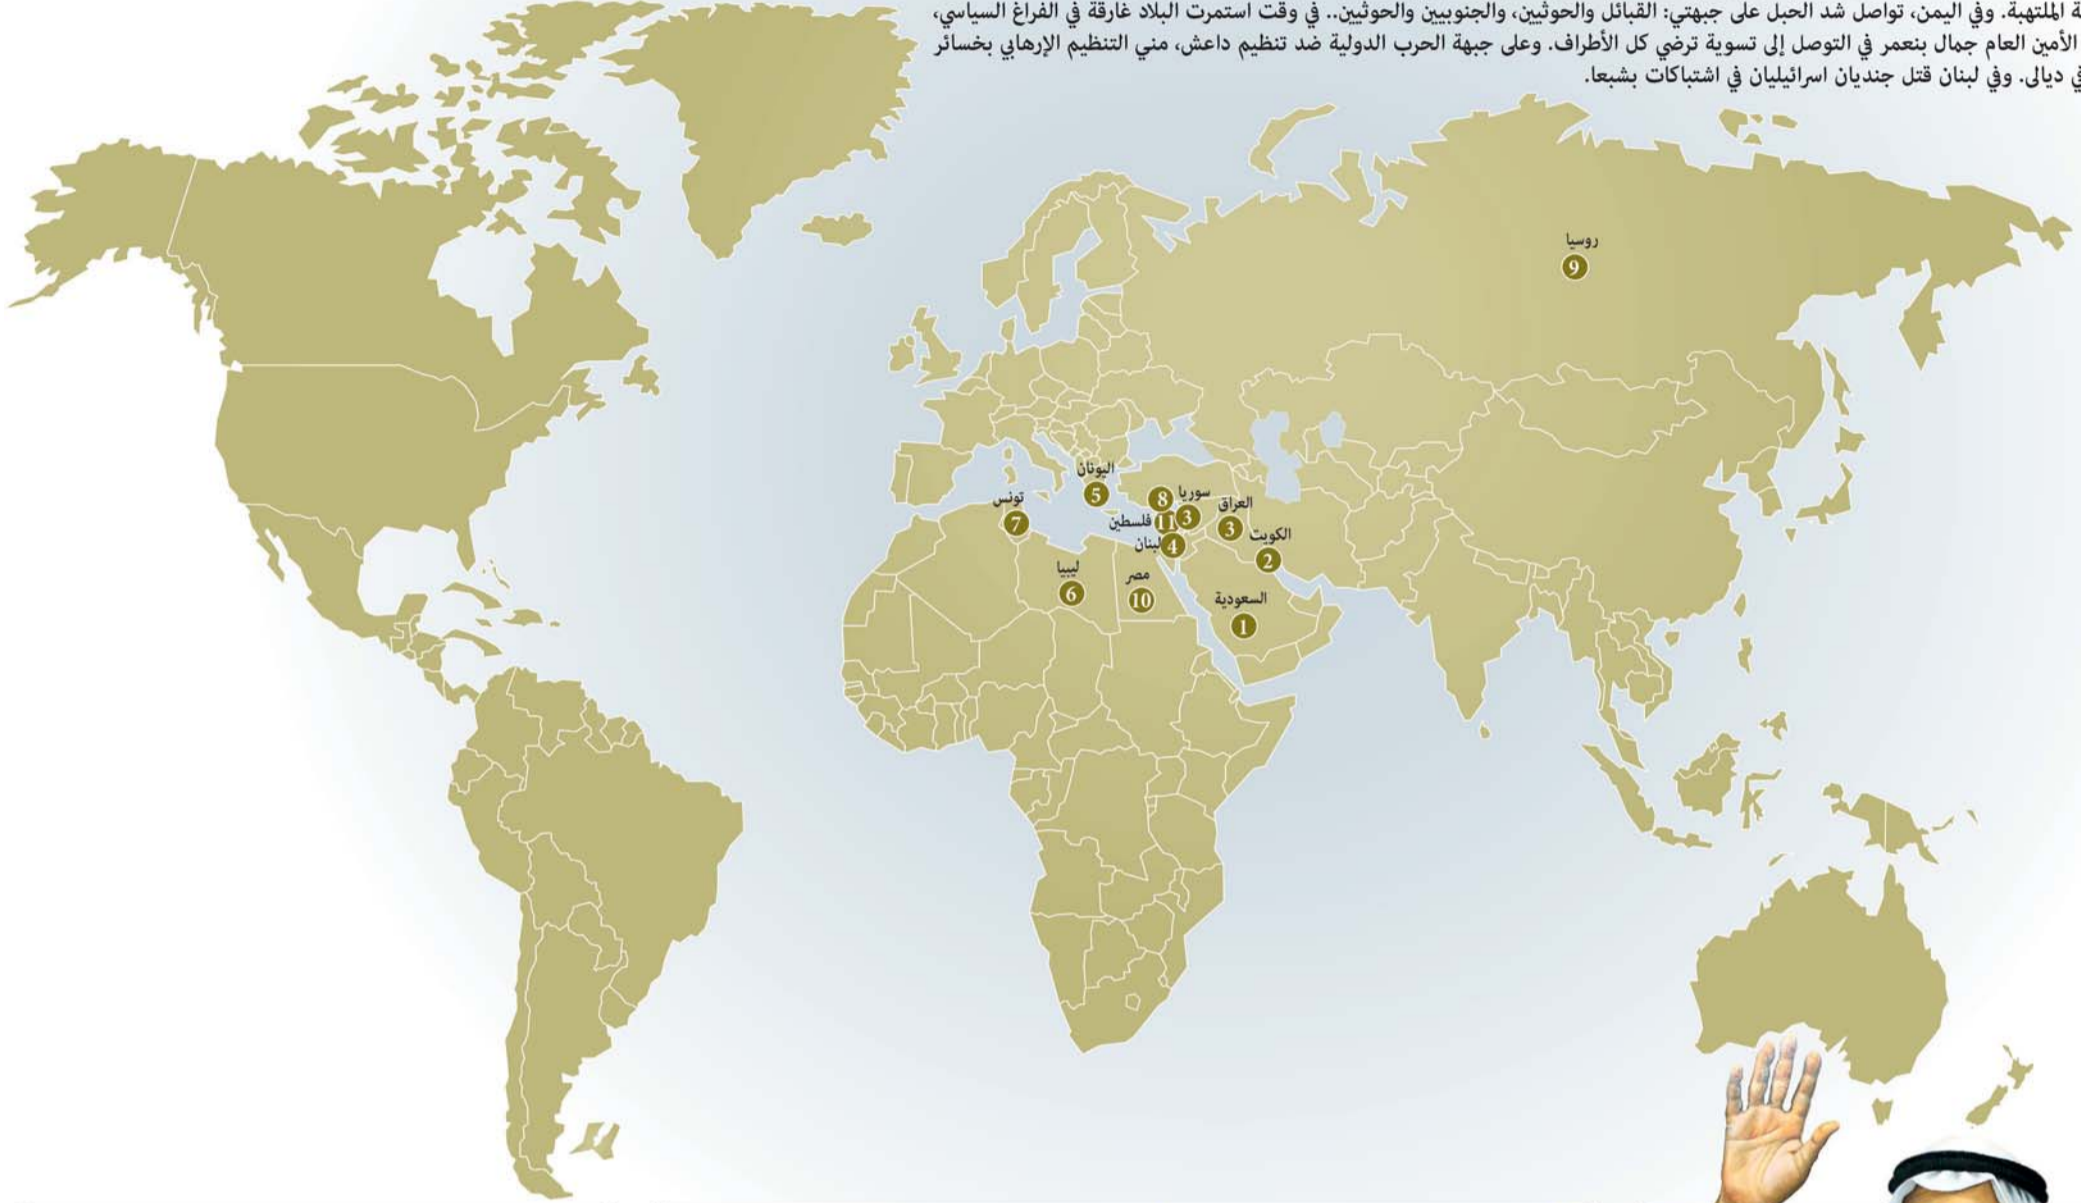 ة الملتهبة. وفي اليمن، تواصل شد الحبل على جبهتي: القبائل والحوثيين، والجنوبيين والحوثيين.. في وقت استمرت البلاد غارقة في الفراغ السياسي،
الأمين العام جمال بنعمر في التوصل إلى تسوية ترضي كل الأطراف. وعلى جبهة الحرب الدولية ضد تنظيم داعش، مني التنظيم الإرهابي بخسائر
في ديالى. وفي لبنان قتل جنديان اسرائيليان في اشتباكات بشبعا.
روسيا
9
اليونان
5
تونس
7
8
سوريا
3
العراق
3
فلسطين
11
لبنان
4
الكويت
2
ليبيا
6
مصر
10
السعودية
1